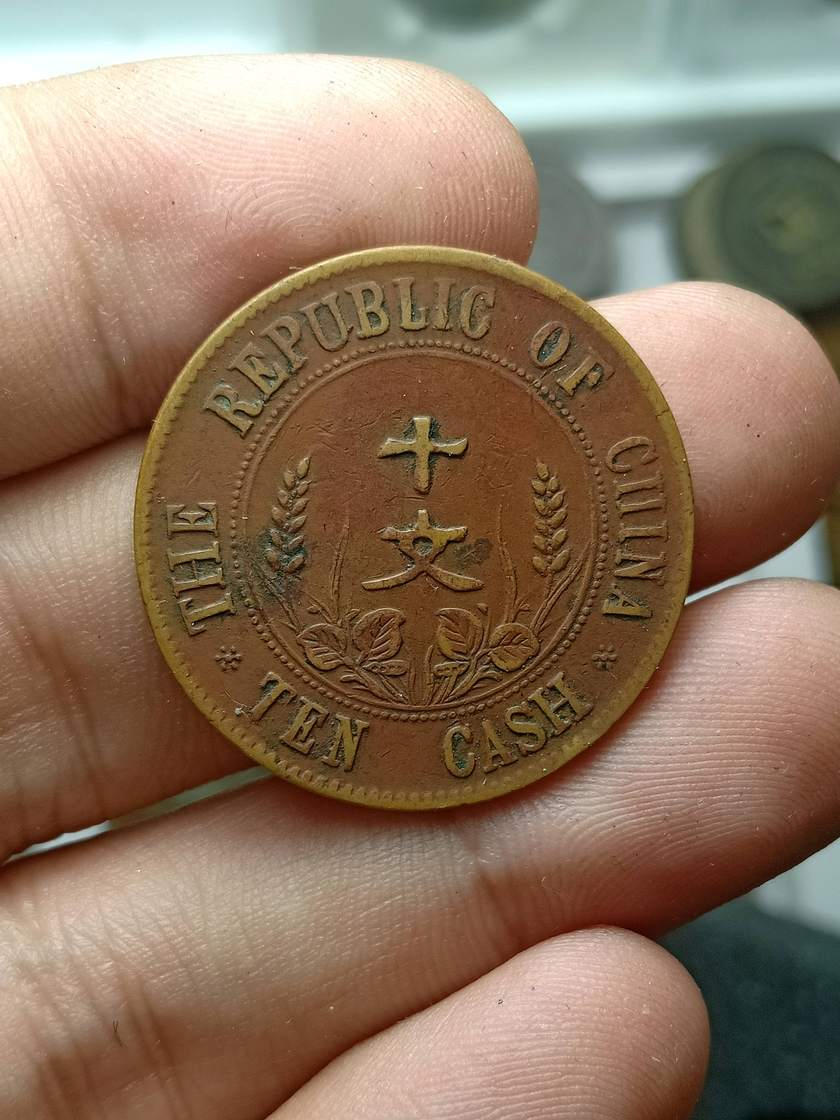 THE REPUBLIC OF CHINA
十
文
TEN CASH